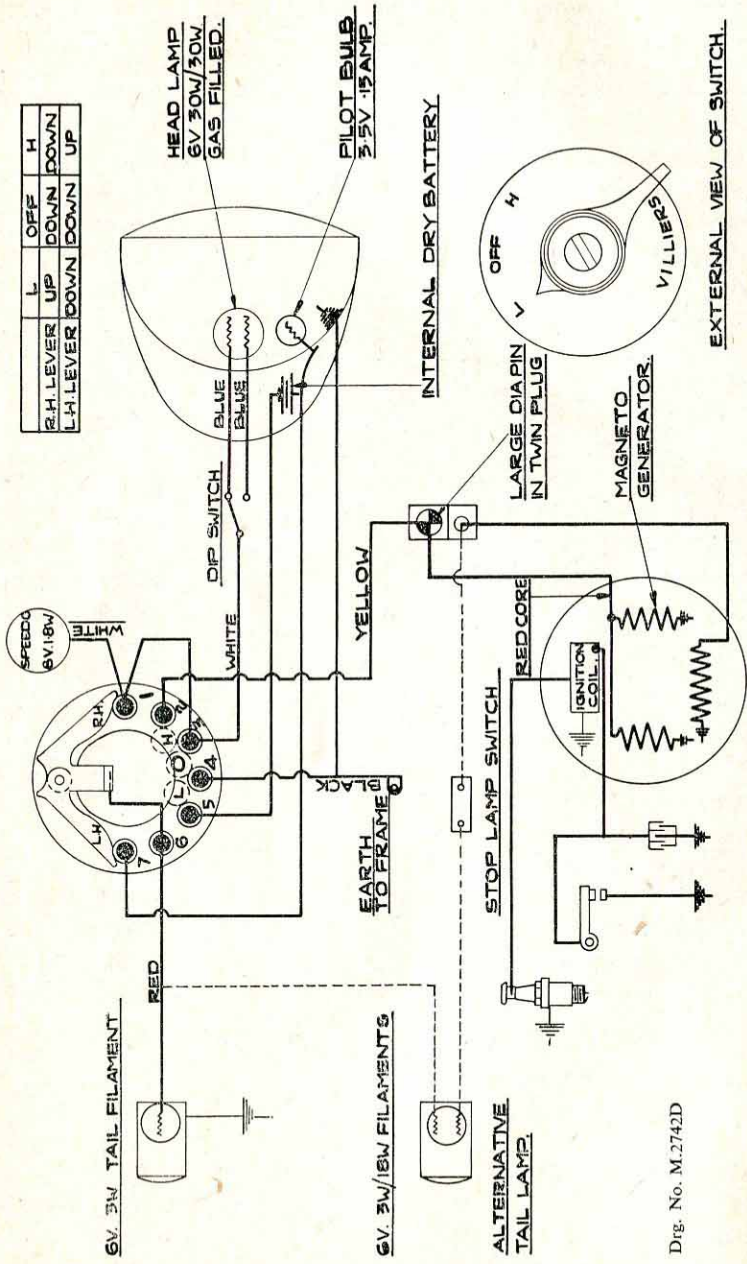 R.H. LEVER UP DOWN DOWN
L.H. LEVER DOWN DOWN UP
L OFF H
HEAD LAMP
6V 30W/30W
GAS FILLED.
PILOT BULB
3·5V ·15AMP.
INTERNAL DRY BATTERY
BLUE
BLUE
DIP SWITCH
WHITE
SPEEDO
6V.1·8W
WHITE
R.H.
L.H.
1
2
3
4
5
6
7
H
O
L
YELLOW
BLACK
EARTH
TO FRAME
RED
6V. 3W TAIL FILAMENT
6V. 3W/18W FILAMENTS
ALTERNATIVE
TAIL LAMP.
STOP LAMP SWITCH
RED CORE
IGNITION
COIL.
LARGE DIA PIN
IN TWIN PLUG
MAGNETO
GENERATOR.
L
OFF
H
VILLIERS
EXTERNAL VIEW OF SWITCH.
Drg. No. M.2742D